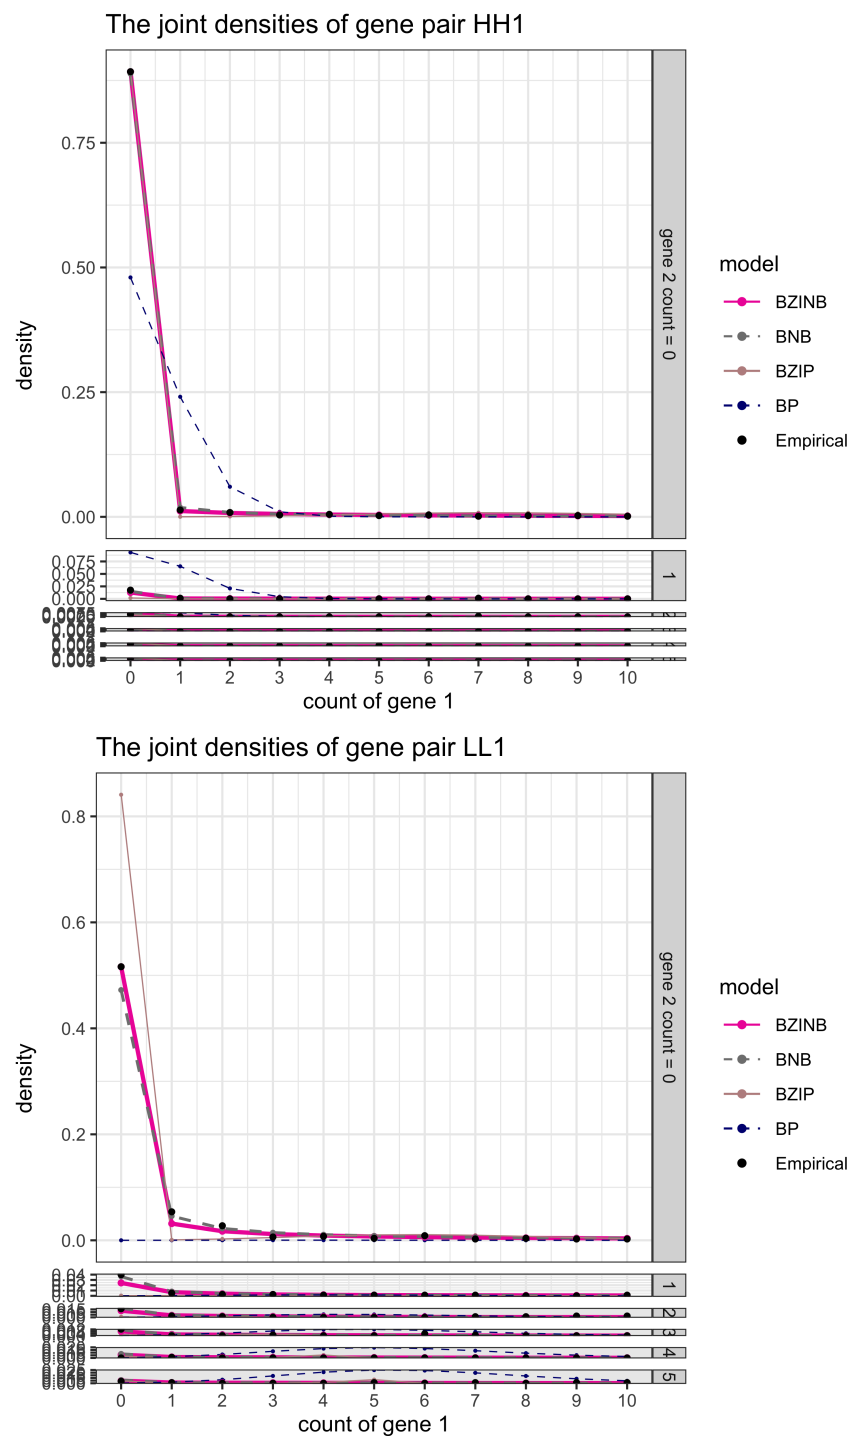 The joint densities of gene pair HH1
density
0.75
0.50
0.25
0.00
gene 2 count = 0
0.075
0.050
0.025
0.000
1
0 1 2 3 4 5 6 7 8 9 10
count of gene 1
model
BZINB
BNB
BZIP
BP
Empirical
The joint densities of gene pair LL1
density
0.8
0.6
0.4
0.2
0.0
gene 2 count = 0
0.04
0.00
1
2
3
4
5
0 1 2 3 4 5 6 7 8 9 10
count of gene 1
model
BZINB
BNB
BZIP
BP
Empirical